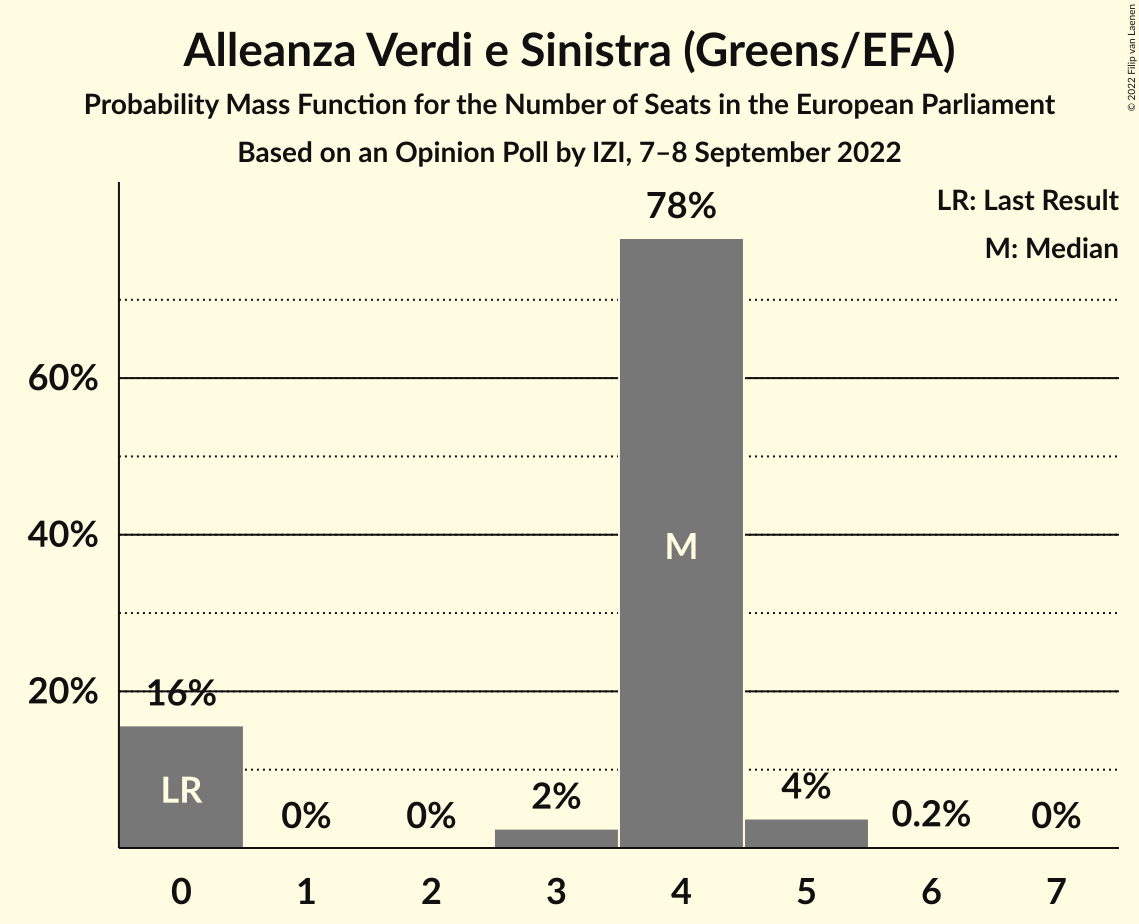 Alleanza Verdi e Sinistra (Greens/EFA)
Probability Mass Function for the Number of Seats in the European Parliament
Based on an Opinion Poll by IZI, 7–8 September 2022
© 2022 Filip van Laenen
LR: Last Result
M: Median
78%
60%
40%
20%
16%
0%
0%
2%
4%
0.2%
0%
M
LR
0 1 2 3 4 5 6 7